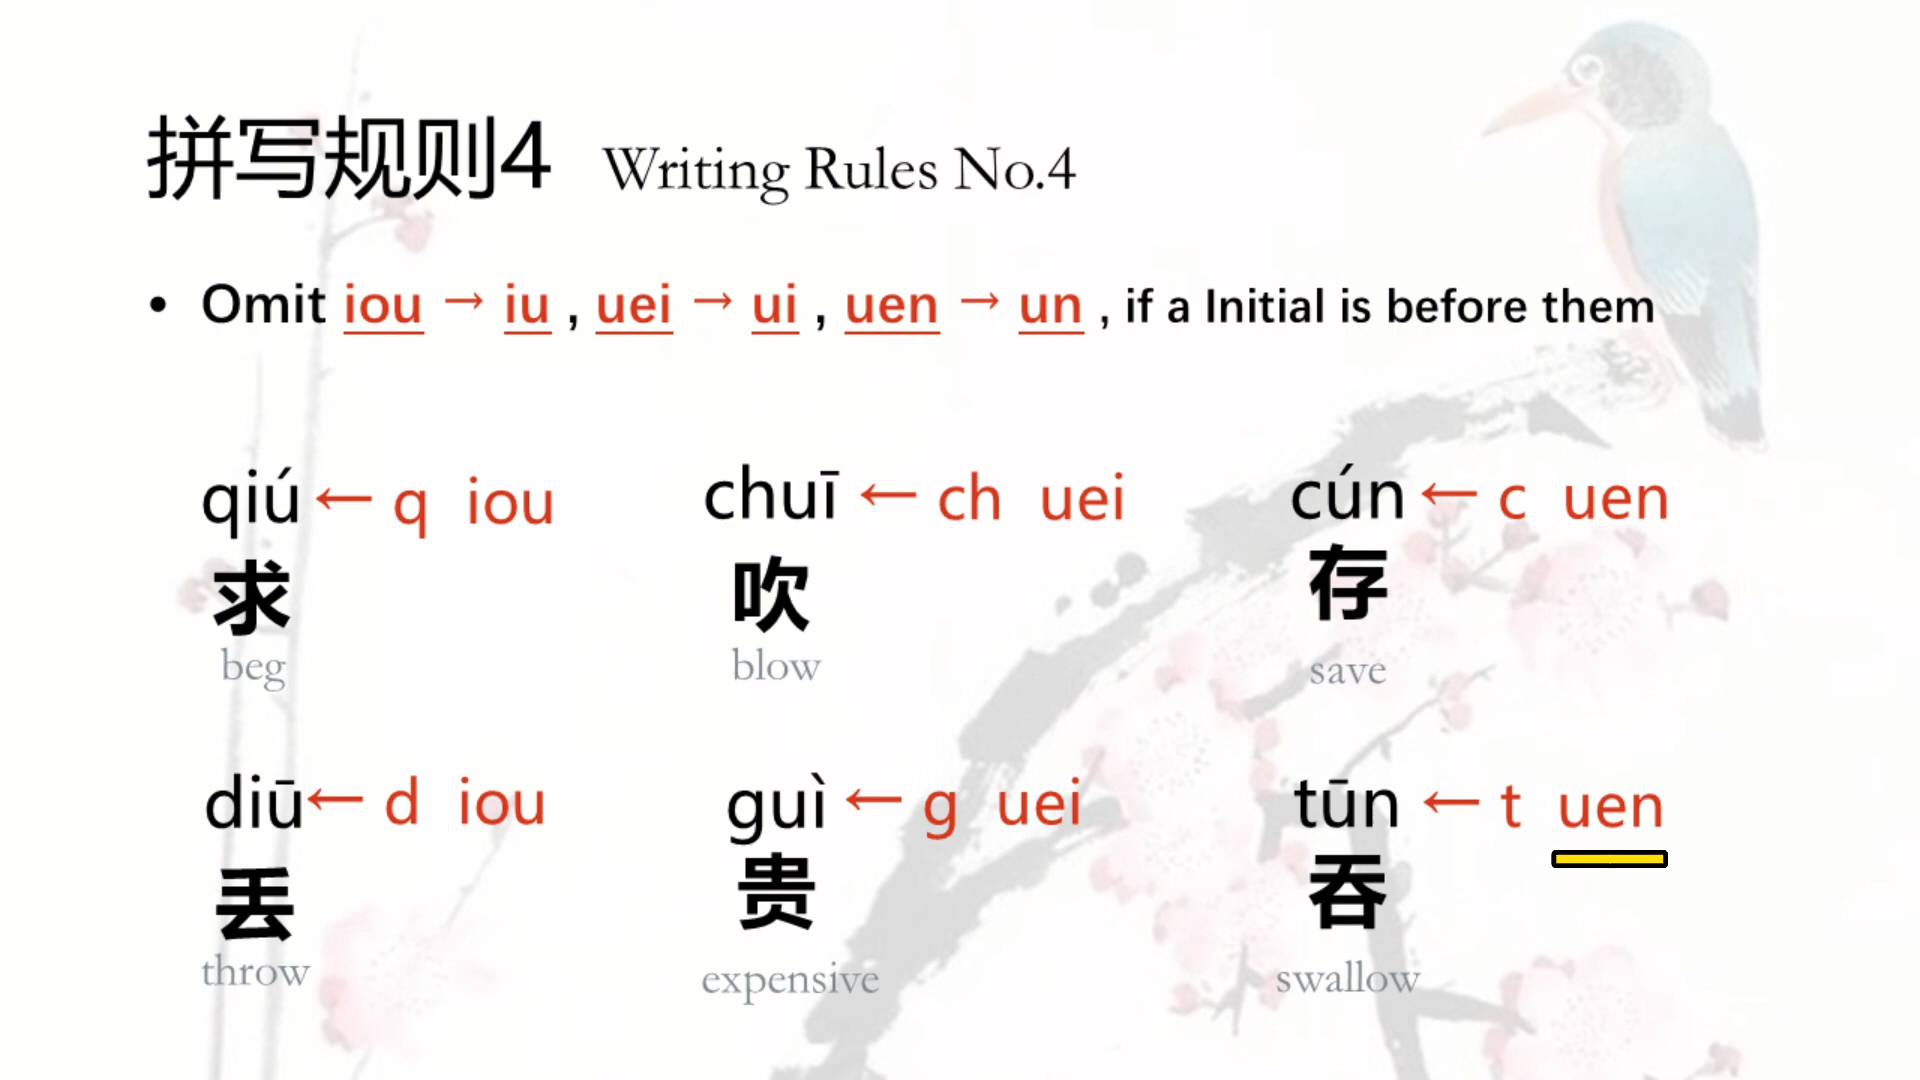 拼写规则4 Writing Rules No.4
• Omit iou → iu , uei → ui , uen → un , if a Initial is before them
qiú ← q iou
求
beg
chuī ← ch uei
吹
blow
cún ← c uen
存
save
diū ← d iou
丢
throw
guì ← g uei
贵
expensive
tūn ← t uen
吞
swallow